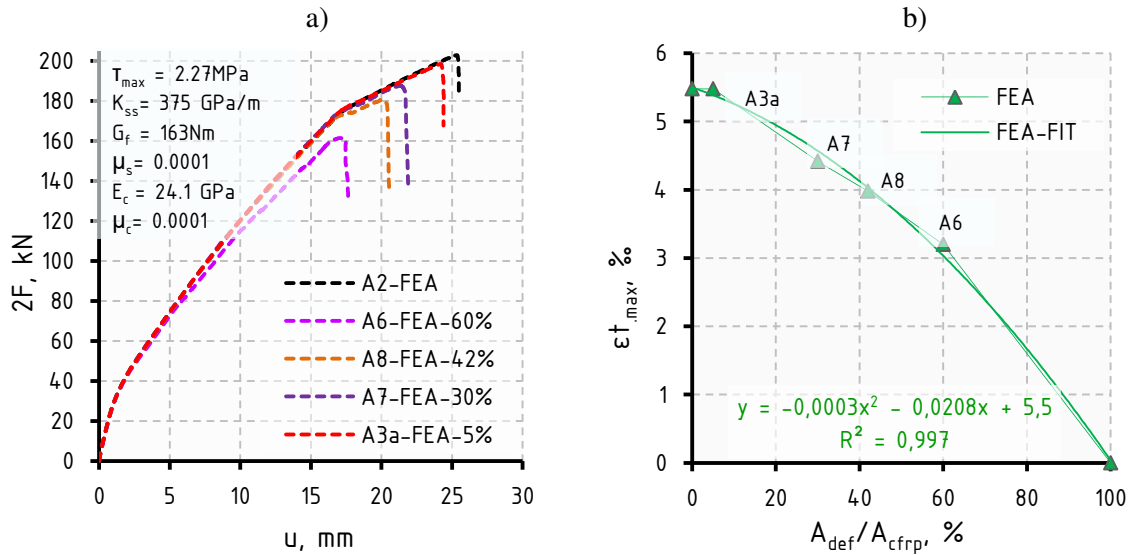 a)
2F, kN
200
180
160
140
120
100
80
60
40
20
0
τmax = 2.27MPa
Kss= 375 GPa/m
Gf = 163Nm
μs= 0.0001
Ec = 24.1 GPa
μc= 0.0001
A2-FEA
A6-FEA-60%
A8-FEA-42%
A7-FEA-30%
A3a-FEA-5%
0 5 10 15 20 25 30
u, mm
b)
εt.max, ‰
6
5
4
3
2
1
0
FEA
FEA-FIT
A3a
A7
A8
A6
y = -0,0003x² - 0,0208x + 5,5
R² = 0,997
0 20 40 60 80 100
Adef/Acfrp, %